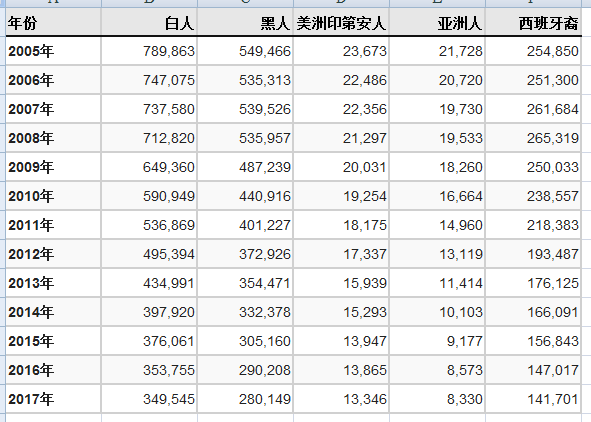 年份 白人 黑人 美洲印第安人 亚洲人 西班牙裔
2005年 789,863 549,466 23,673 21,728 254,850
2006年 747,075 535,313 22,486 20,720 251,300
2007年 737,580 539,526 22,356 19,730 261,684
2008年 712,820 535,957 21,297 19,533 265,319
2009年 649,360 487,239 20,031 18,260 250,033
2010年 590,949 440,916 19,254 16,664 238,557
2011年 536,869 401,227 18,175 14,960 218,383
2012年 495,394 372,926 17,337 13,119 193,487
2013年 434,991 354,471 15,939 11,414 176,125
2014年 397,920 332,378 15,293 10,103 166,091
2015年 376,061 305,160 13,947 9,177 156,843
2016年 353,755 290,208 13,865 8,573 147,017
2017年 349,545 280,149 13,346 8,330 141,701